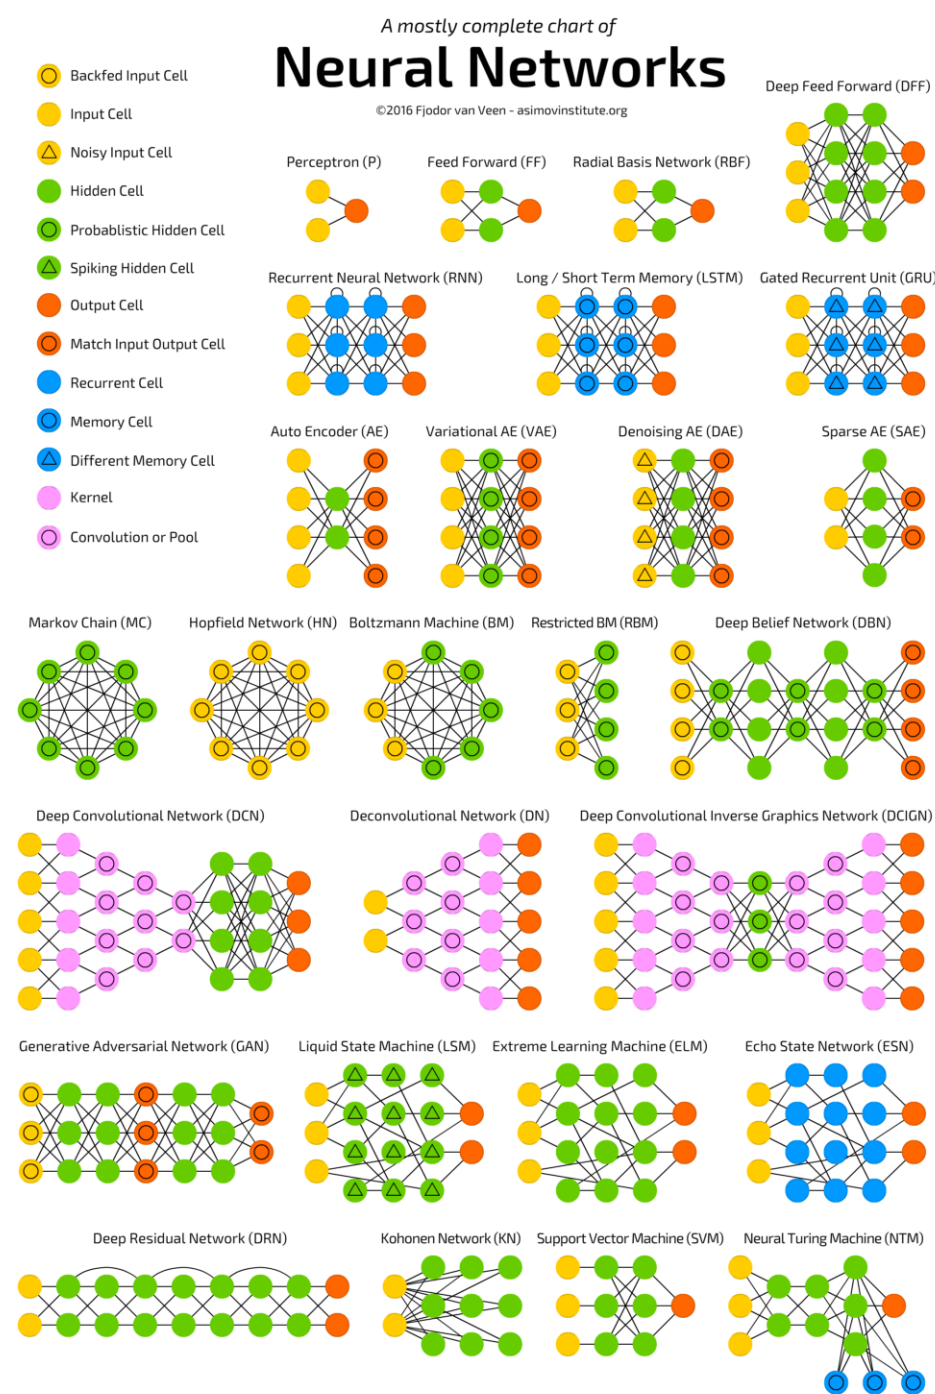 A mostly complete chart of
Neural Networks
©2016 Fjodor van Veen - asimovinstitute.org
Backfed Input Cell
Input Cell
Noisy Input Cell
Hidden Cell
Probablistic Hidden Cell
Spiking Hidden Cell
Output Cell
Match Input Output Cell
Recurrent Cell
Memory Cell
Different Memory Cell
Kernel
Convolution or Pool
Deep Feed Forward (DFF)
Perceptron (P)
Feed Forward (FF)
Radial Basis Network (RBF)
Recurrent Neural Network (RNN)
Long / Short Term Memory (LSTM)
Gated Recurrent Unit (GRU)
Auto Encoder (AE)
Variational AE (VAE)
Denoising AE (DAE)
Sparse AE (SAE)
Markov Chain (MC)
Hopfield Network (HN)
Boltzmann Machine (BM)
Restricted BM (RBM)
Deep Belief Network (DBN)
Deep Convolutional Network (DCN)
Deconvolutional Network (DN)
Deep Convolutional Inverse Graphics Network (DCIGN)
Generative Adversarial Network (GAN)
Liquid State Machine (LSM)
Extreme Learning Machine (ELM)
Echo State Network (ESN)
Deep Residual Network (DRN)
Kohonen Network (KN)
Support Vector Machine (SVM)
Neural Turing Machine (NTM)